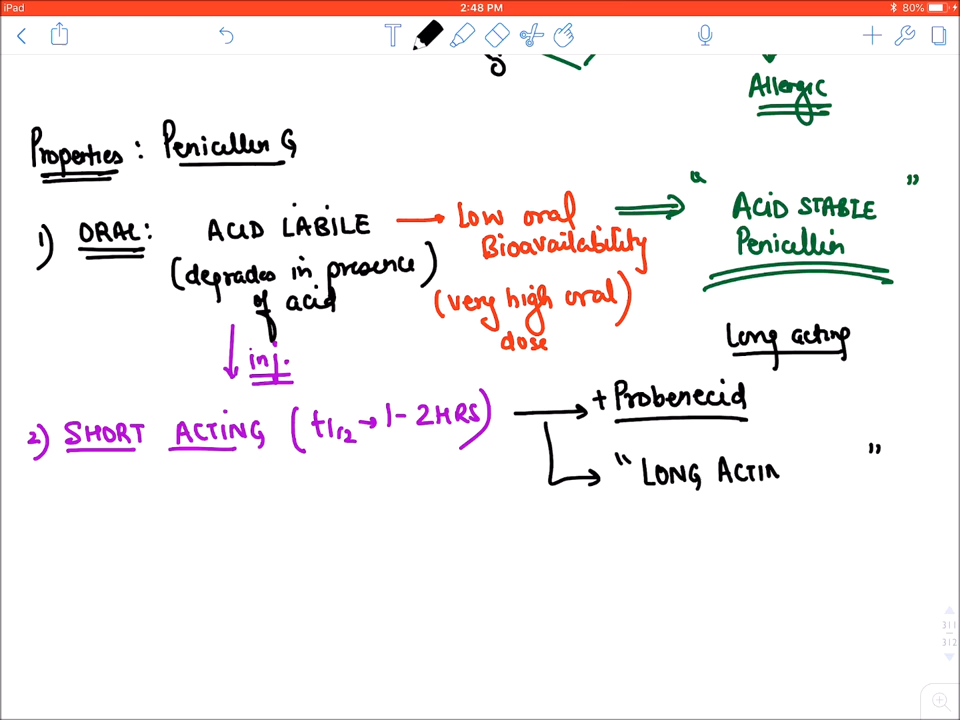 iPad 2:48 PM 80%
T
Allergic
Properties: Penicillin G
1) ORAL: ACID LABILE → Low oral Bioavailability ⇒ " ACID STABLE Penicillin "
(degrades in presence of acid)
(very high oral) dose
Long acting
↓ inj.
2) SHORT ACTING (t1/2 → 1-2 HRS) → + Probenecid
→ " LONG ACTIN "
311
312